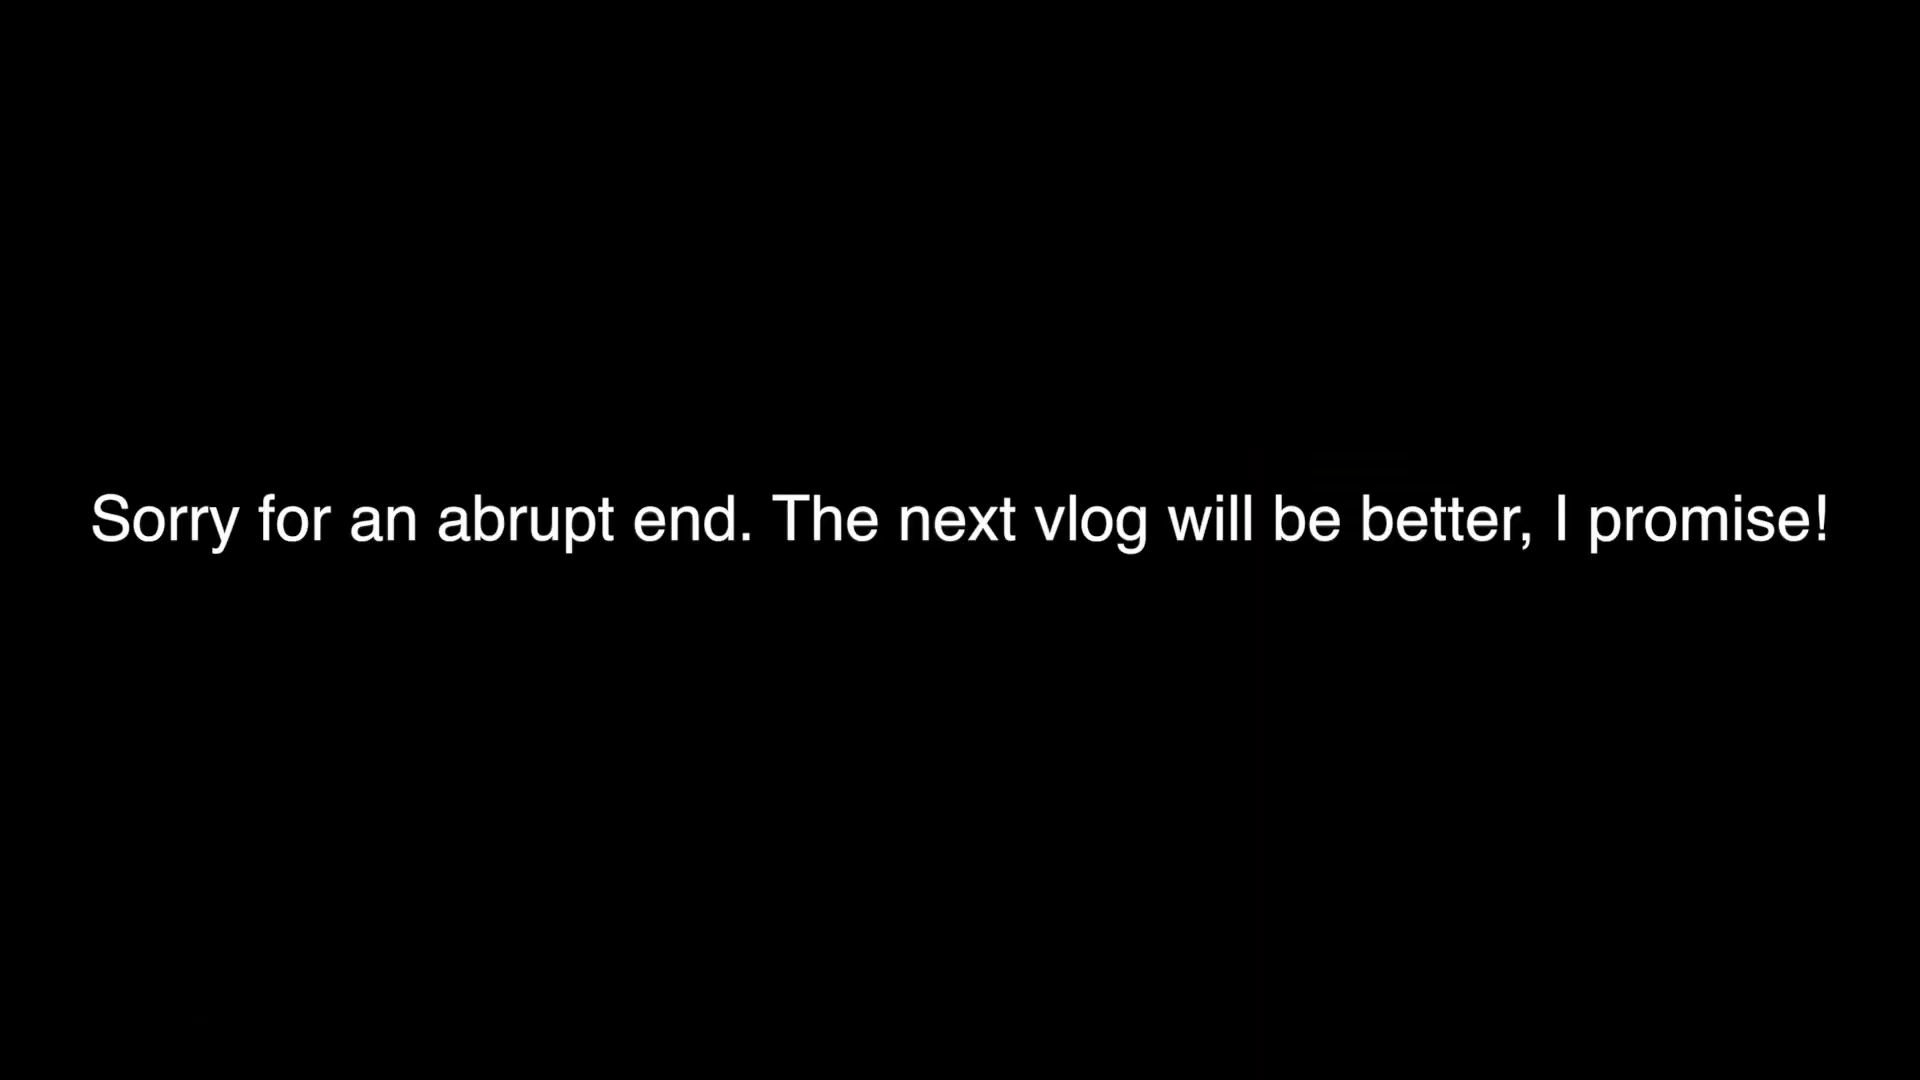 Sorry for an abrupt end. The next vlog will be better, I promise!